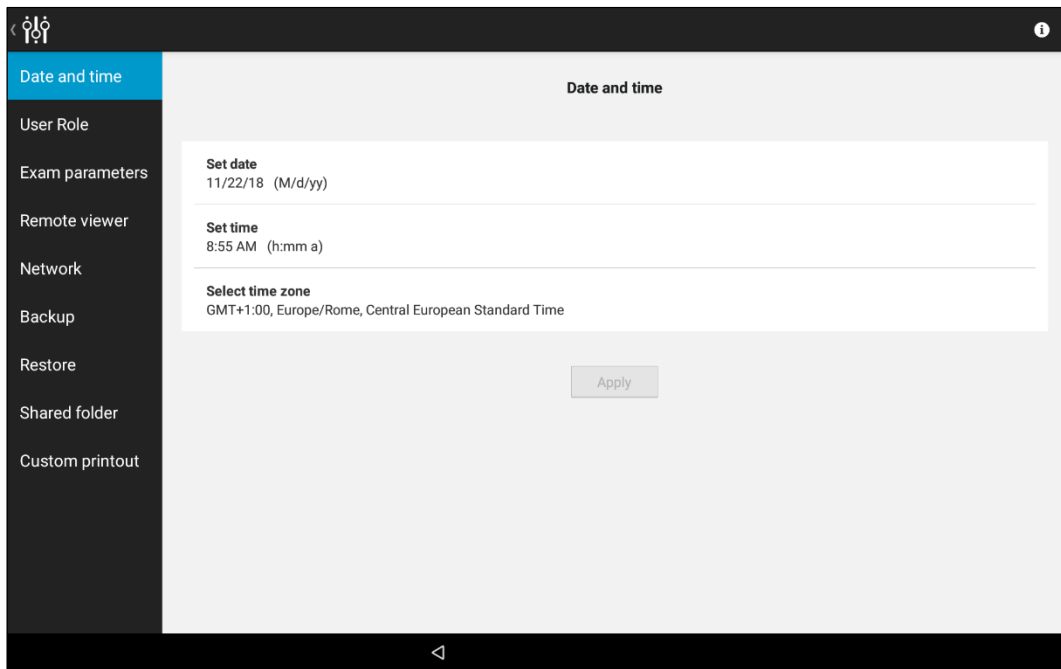 Date and time
User Role
Exam parameters
Remote viewer
Network
Backup
Restore
Shared folder
Custom printout
Date and time
Set date
11/22/18 (M/d/yy)
Set time
8:55 AM (h:mm a)
Select time zone
GMT+1:00, Europe/Rome, Central European Standard Time
Apply